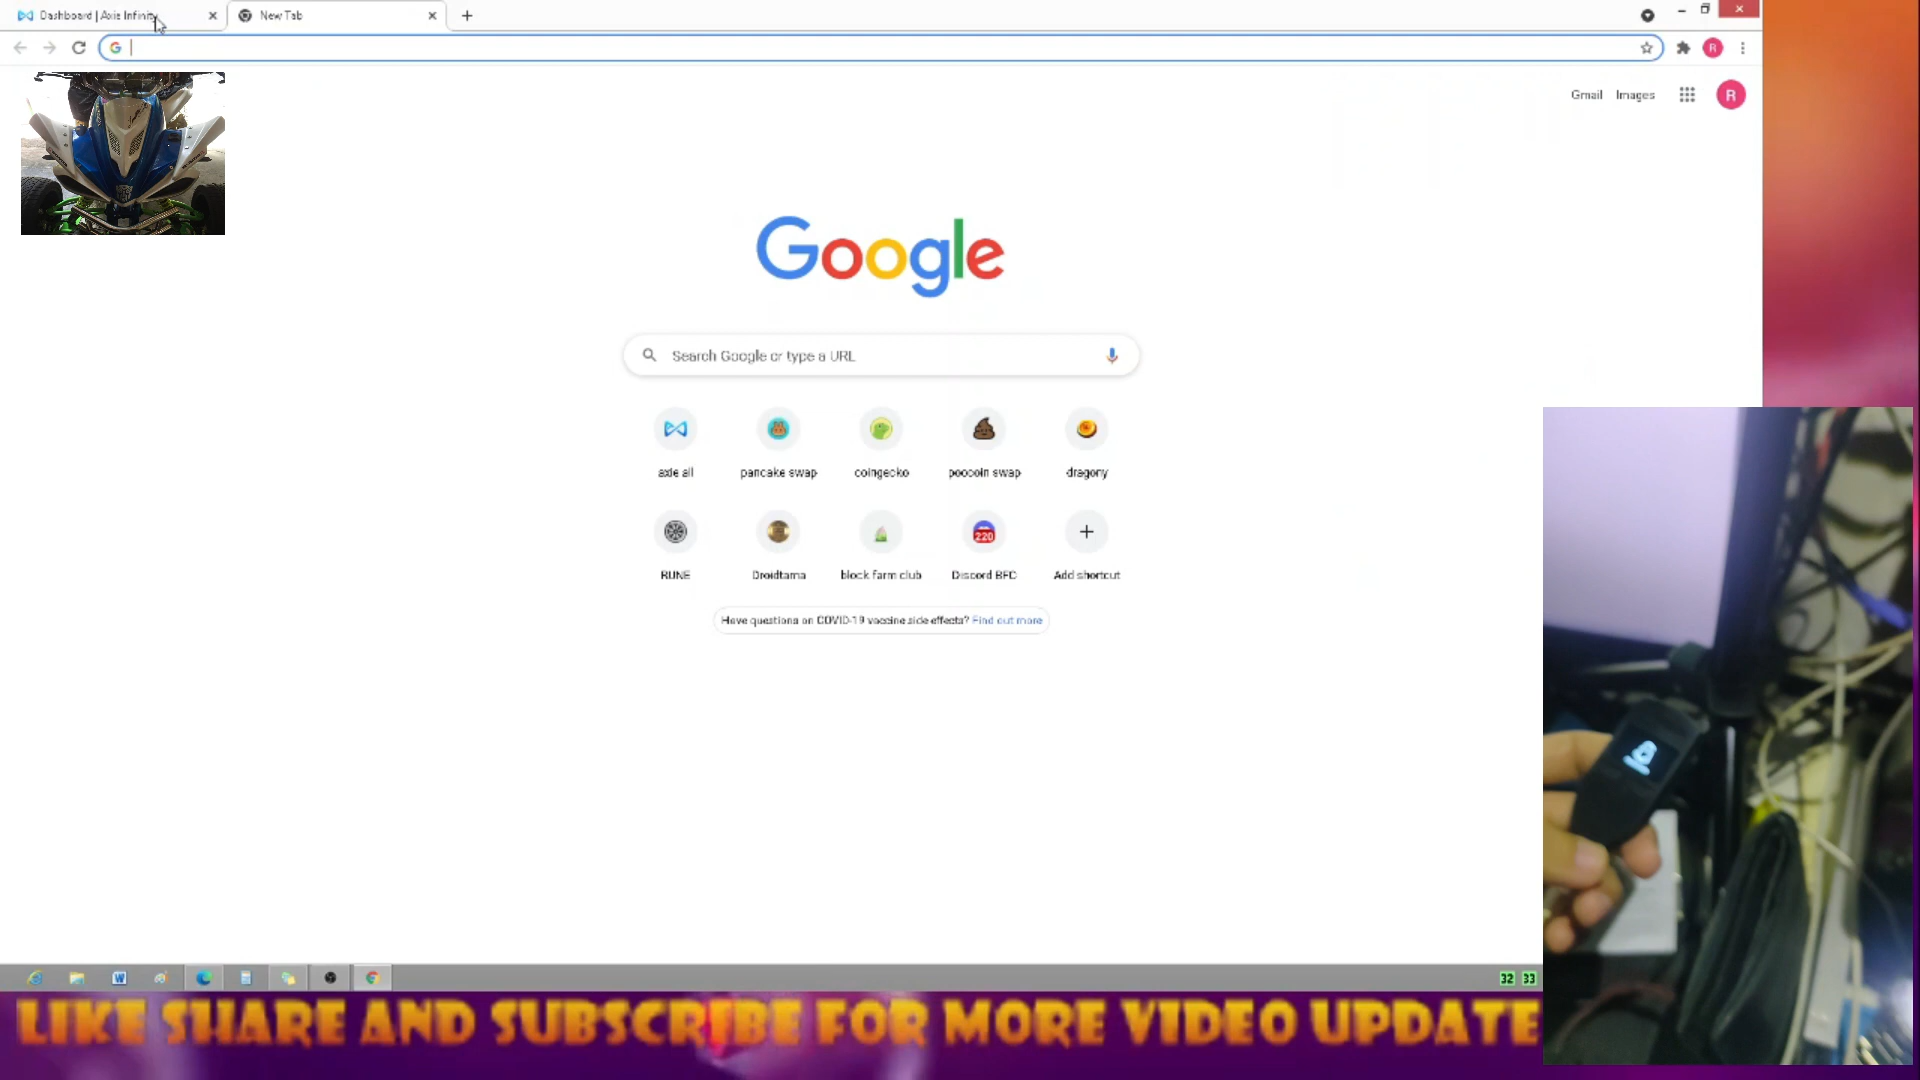 Dashboard | Axie Infinity
New Tab
R
Gmail Images
R
Google
Search Google or type a URL
axie all
pancake swap
coingecko
poocoin swap
dragony
220
RUNE
Droidtama
block farm club
Discord BFC
Add shortcut
Have questions on COVID-19 vaccine side effects? Find out more
32 33
LIKE SHARE AND SUBSCRIBE FOR MORE VIDEO UPDATE